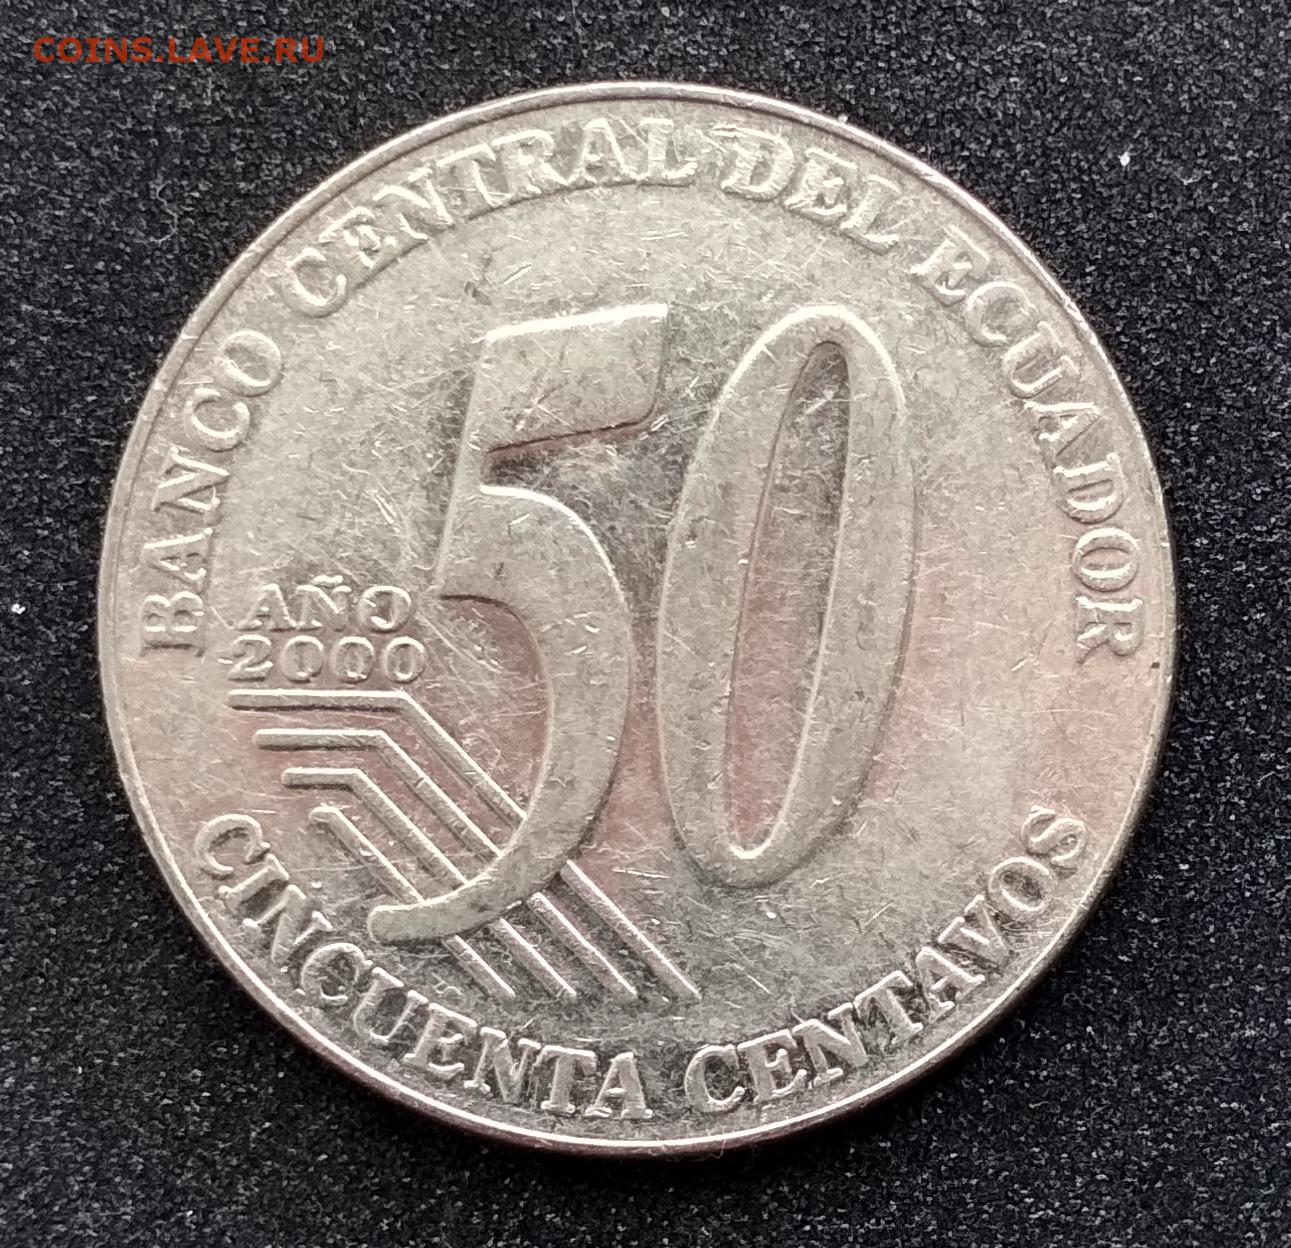 COINS.LAVE.RU
BANCO CENTRAL DEL ECUADOR
50
AÑO
2000
CINCUENTA CENTAVOS